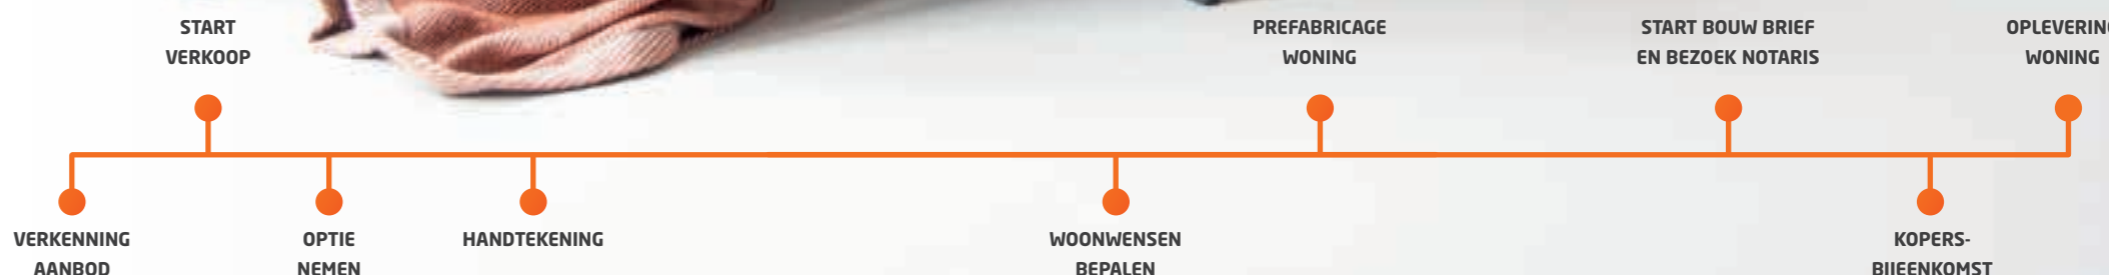 START
VERKOOP
PREFABRICAGE
WONING
START BOUW BRIEF
EN BEZOEK NOTARIS
OPLEVERING
WONING
VERKENNING
AANBOD
OPTIE
NEMEN
HANDTEKENING
WOONWENSEN
BEPALEN
KOPERS-
BIJEENKOMST